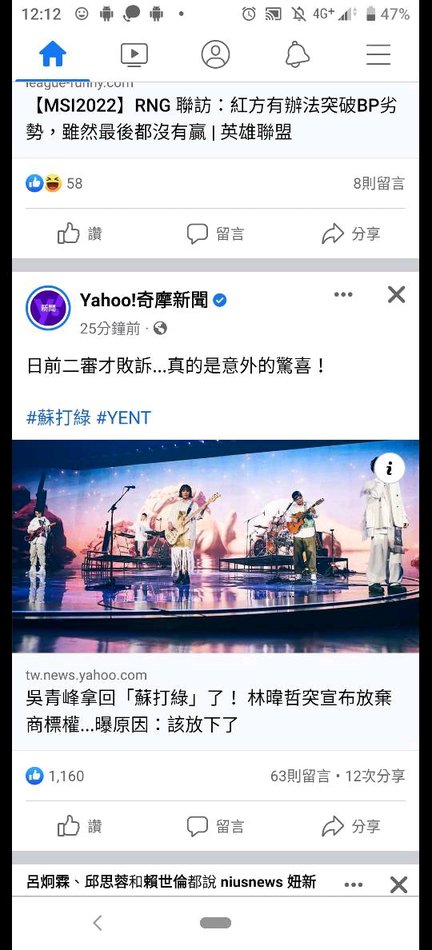 12:12 4G+ 47%
league-funny.com
【MSI2022】RNG 聯訪：紅方有辦法突破BP劣
勢，雖然最後都沒有贏 | 英雄聯盟
58 8則留言
讚 留言 分享
新聞
Yahoo!奇摩新聞
25分鐘前 ·
日前二審才敗訴...真的是意外的驚喜！
#蘇打綠 #YENT
tw.news.yahoo.com
吳青峰拿回「蘇打綠」了！ 林暐哲突宣布放棄
商標權...曝原因：該放下了
1,160 63則留言・12次分享
讚 留言 分享
呂炯霖、邱思蓉和賴世倫都說 niusnews 妞新